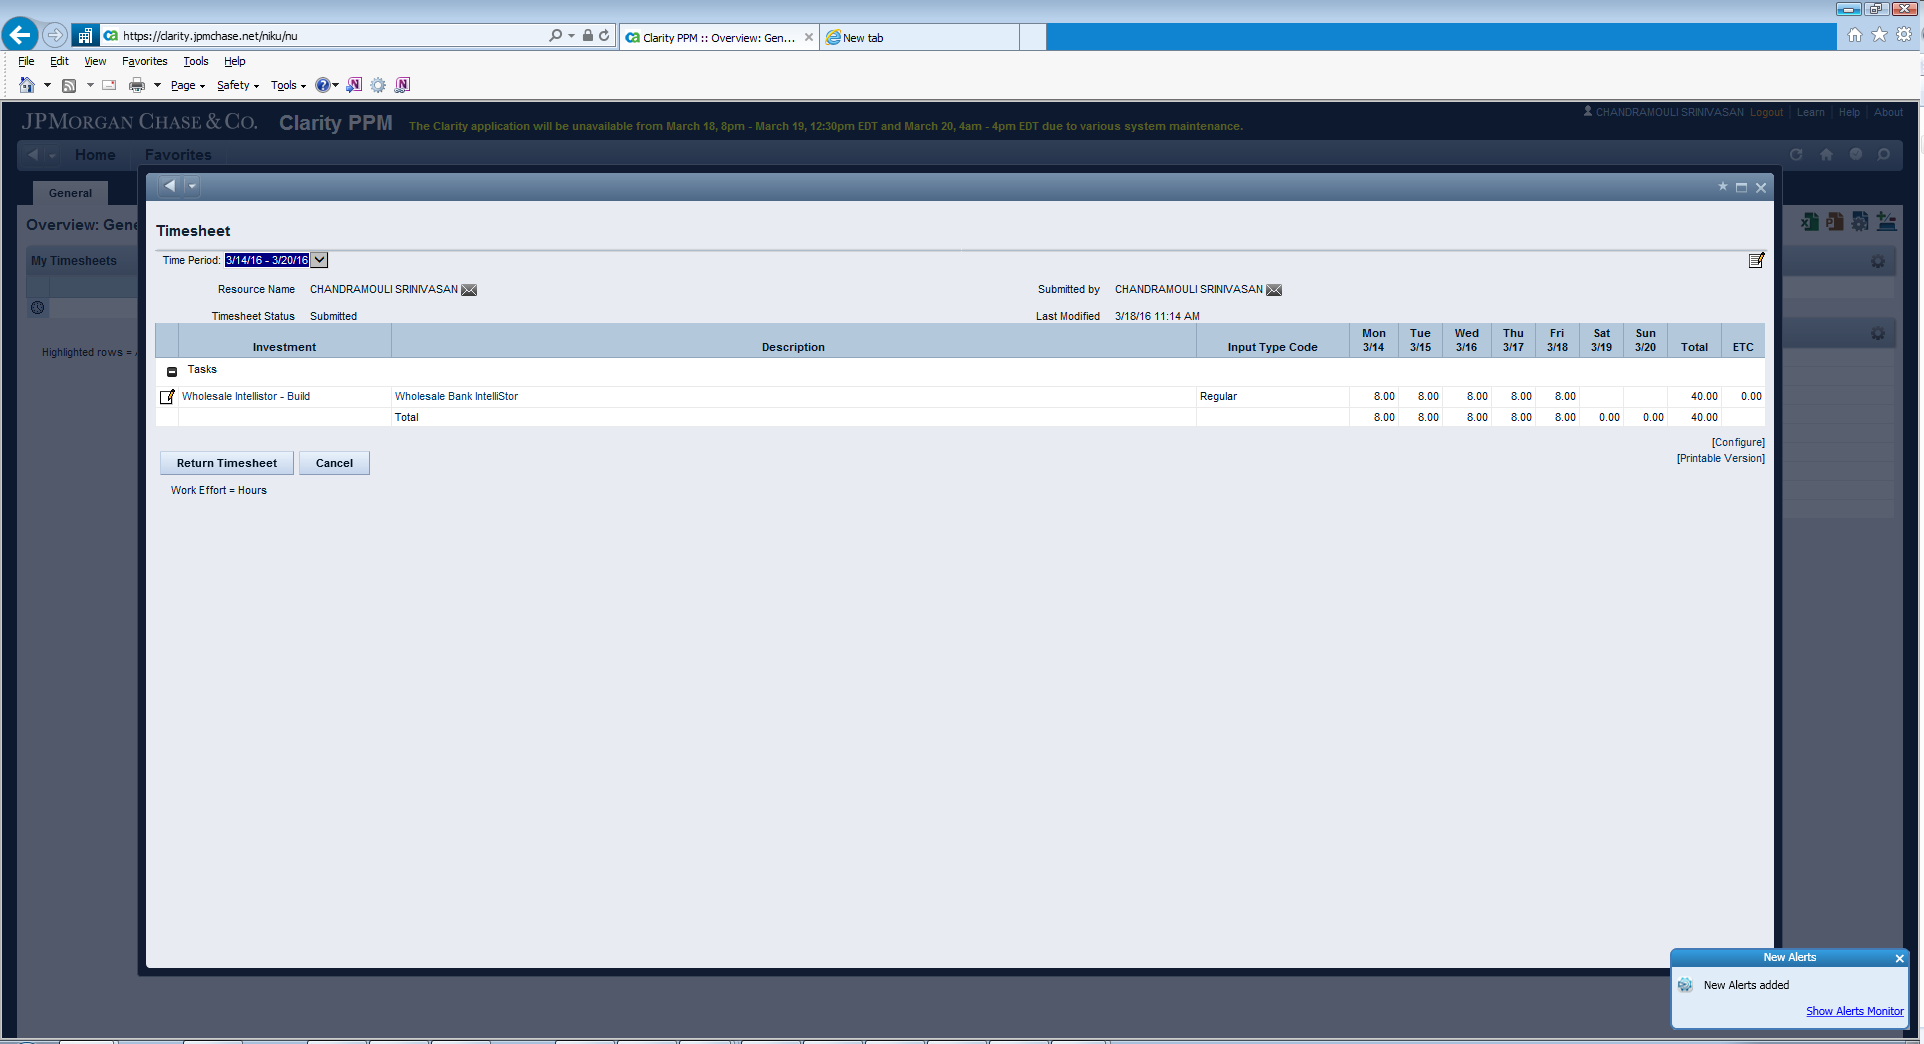 https://clarity.jpmchase.net/niku/nu
Clarity PPM :: Overview: Gen...
New tab
File Edit View Favorites Tools Help
Page Safety Tools
JPMORGAN CHASE & CO. Clarity PPM The Clarity application will be unavailable from March 18, 8pm - March 19, 12:30pm EDT and March 20, 4am - 4pm EDT due to various system maintenance.
CHANDRAMOULI SRINIVASAN Logout Learn Help About
Home Favorites
General
Overview: Gene
My Timesheets
Highlighted rows =
Timesheet
Time Period: 3/14/16 - 3/20/16
Resource Name CHANDRAMOULI SRINIVASAN Submitted by CHANDRAMOULI SRINIVASAN
Timesheet Status Submitted Last Modified 3/18/16 11:14 AM
Investment Description Input Type Code Mon 3/14 Tue 3/15 Wed 3/16 Thu 3/17 Fri 3/18 Sat 3/19 Sun 3/20 Total ETC
Tasks
Wholesale Intellistor - Build Wholesale Bank IntelliStor Regular 8.00 8.00 8.00 8.00 8.00 40.00 0.00
Total 8.00 8.00 8.00 8.00 8.00 0.00 0.00 40.00
[Configure]
[Printable Version]
Return Timesheet Cancel
Work Effort = Hours
New Alerts
New Alerts added
Show Alerts Monitor